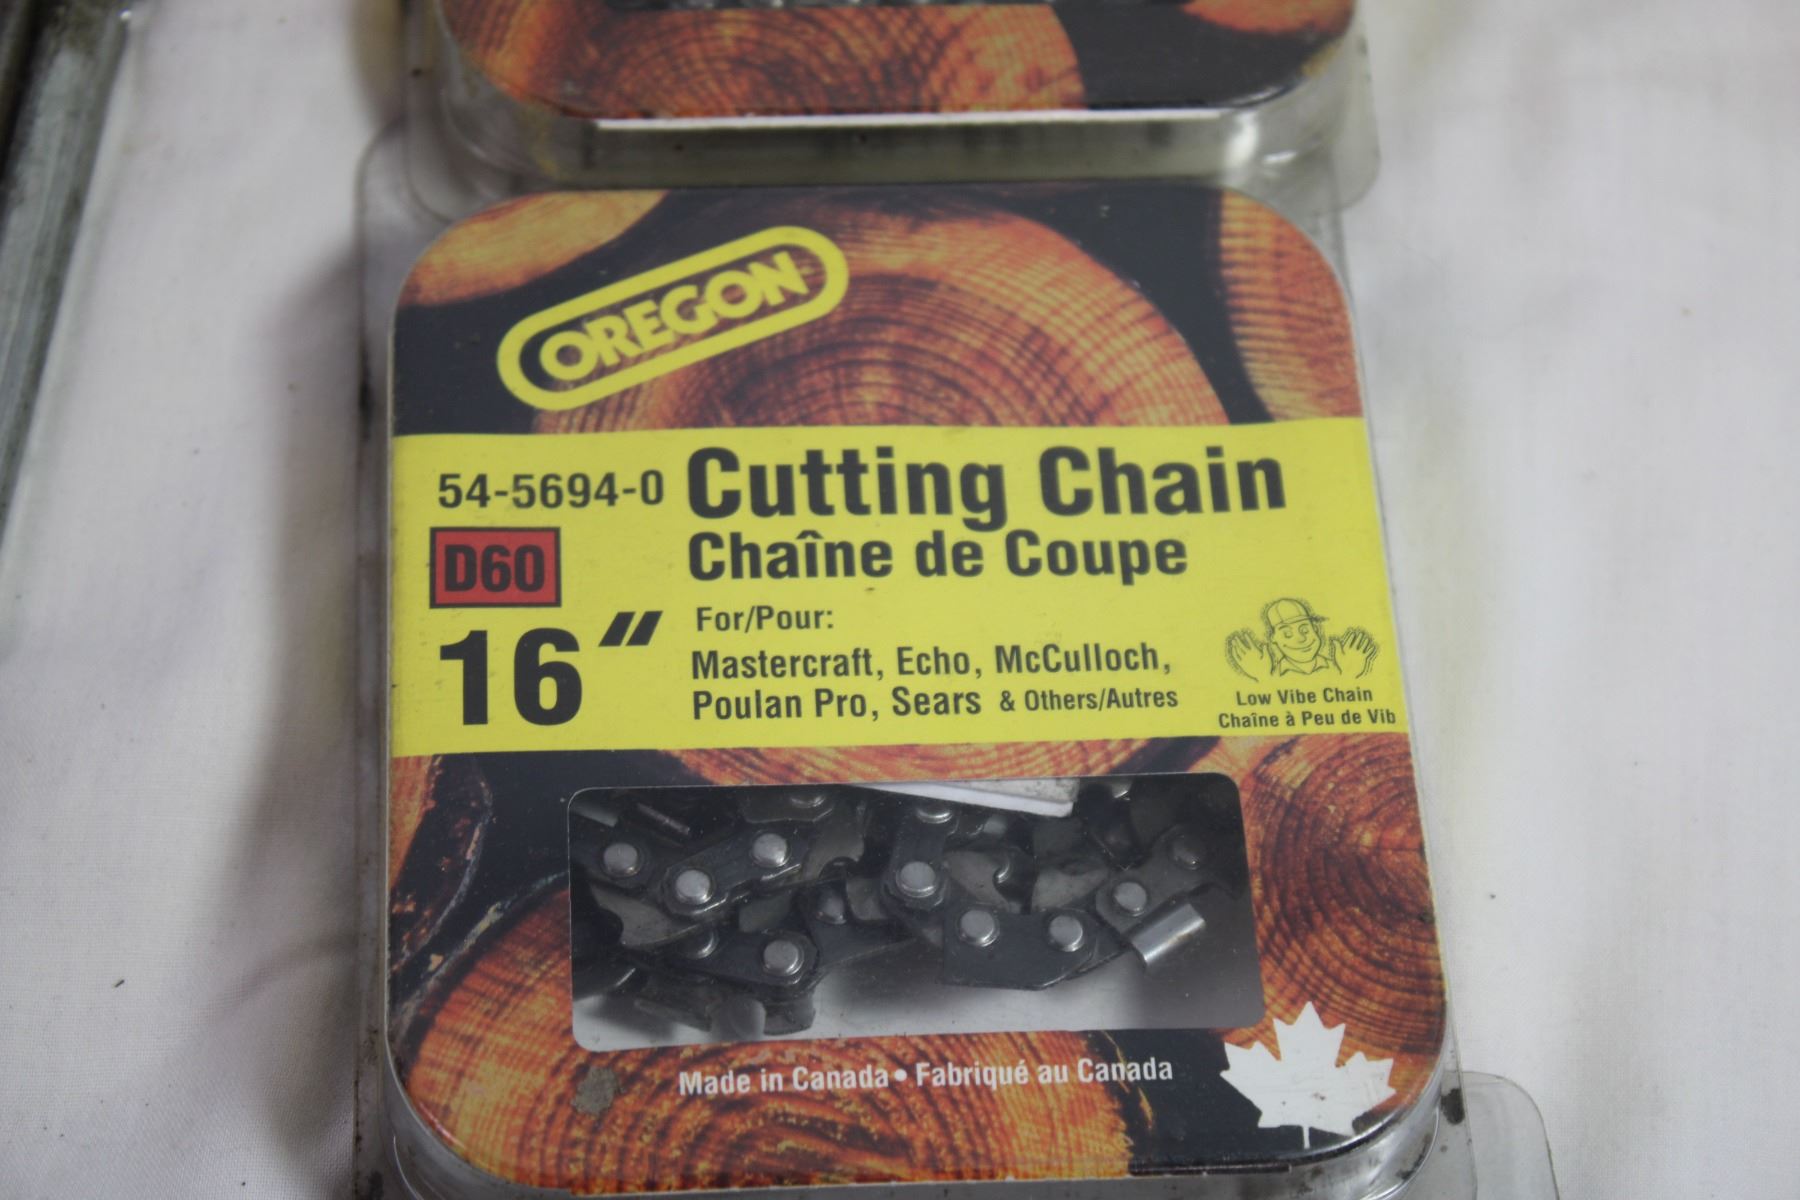 OREGON
54-5694-0 Cutting Chain
D60 Chaîne de Coupe
16" For/Pour:
Mastercraft, Echo, McCulloch,
Poulan Pro, Sears & Others/Autres
Low Vibe Chain
Chaîne à Peu de Vib
Made in Canada • Fabriqué au Canada